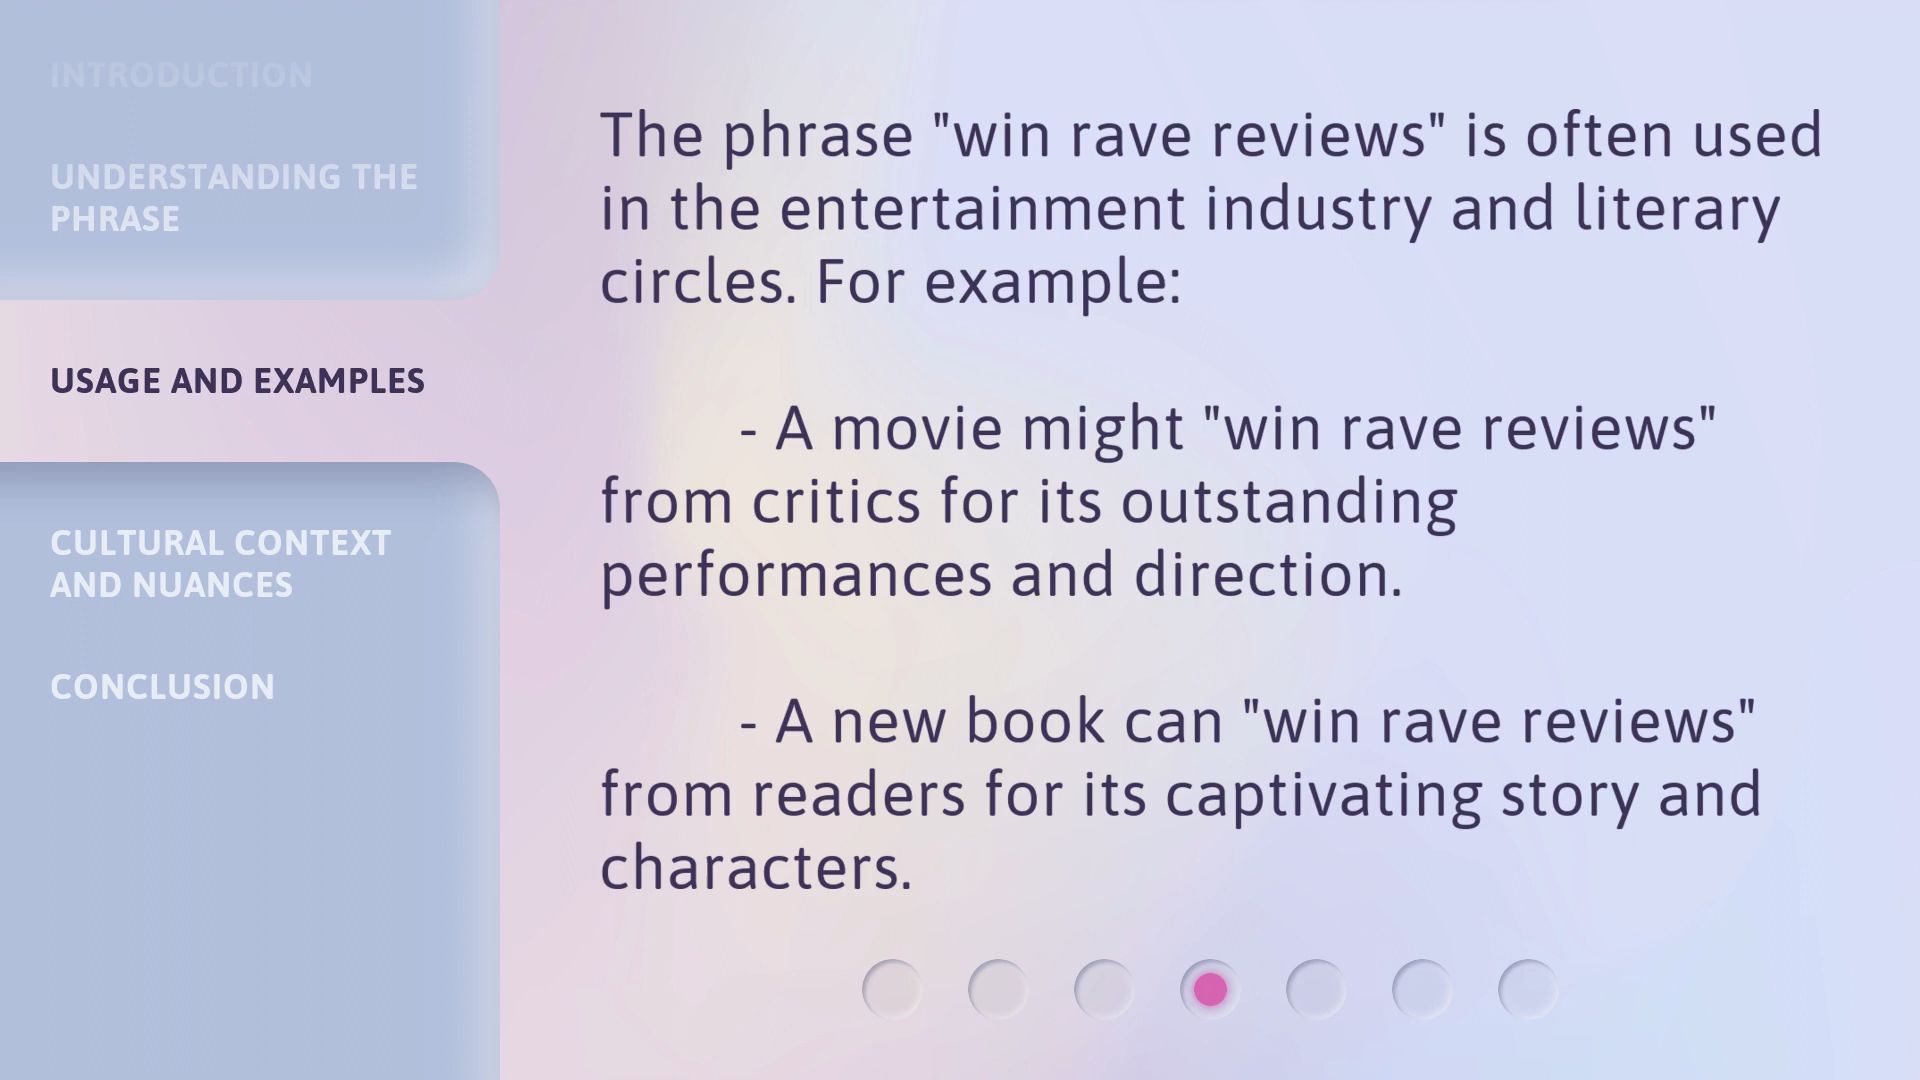 INTRODUCTION
UNDERSTANDING THE
PHRASE
USAGE AND EXAMPLES
CULTURAL CONTEXT
AND NUANCES
CONCLUSION
The phrase "win rave reviews" is often used
in the entertainment industry and literary
circles. For example:
- A movie might "win rave reviews"
from critics for its outstanding
performances and direction.
- A new book can "win rave reviews"
from readers for its captivating story and
characters.